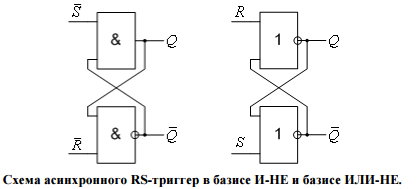 S̅ R
& Q 1 Q
& Q̅ 1 Q̅
R̅ S
Схема асинхронного RS-триггер в базисе И-НЕ и базисе ИЛИ-НЕ.